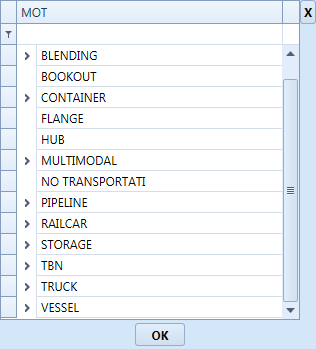 MOT X
BLENDING
BOOKOUT
CONTAINER
FLANGE
HUB
MULTIMODAL
NO TRANSPORTATI
PIPELINE
RAILCAR
STORAGE
TBN
TRUCK
VESSEL
OK